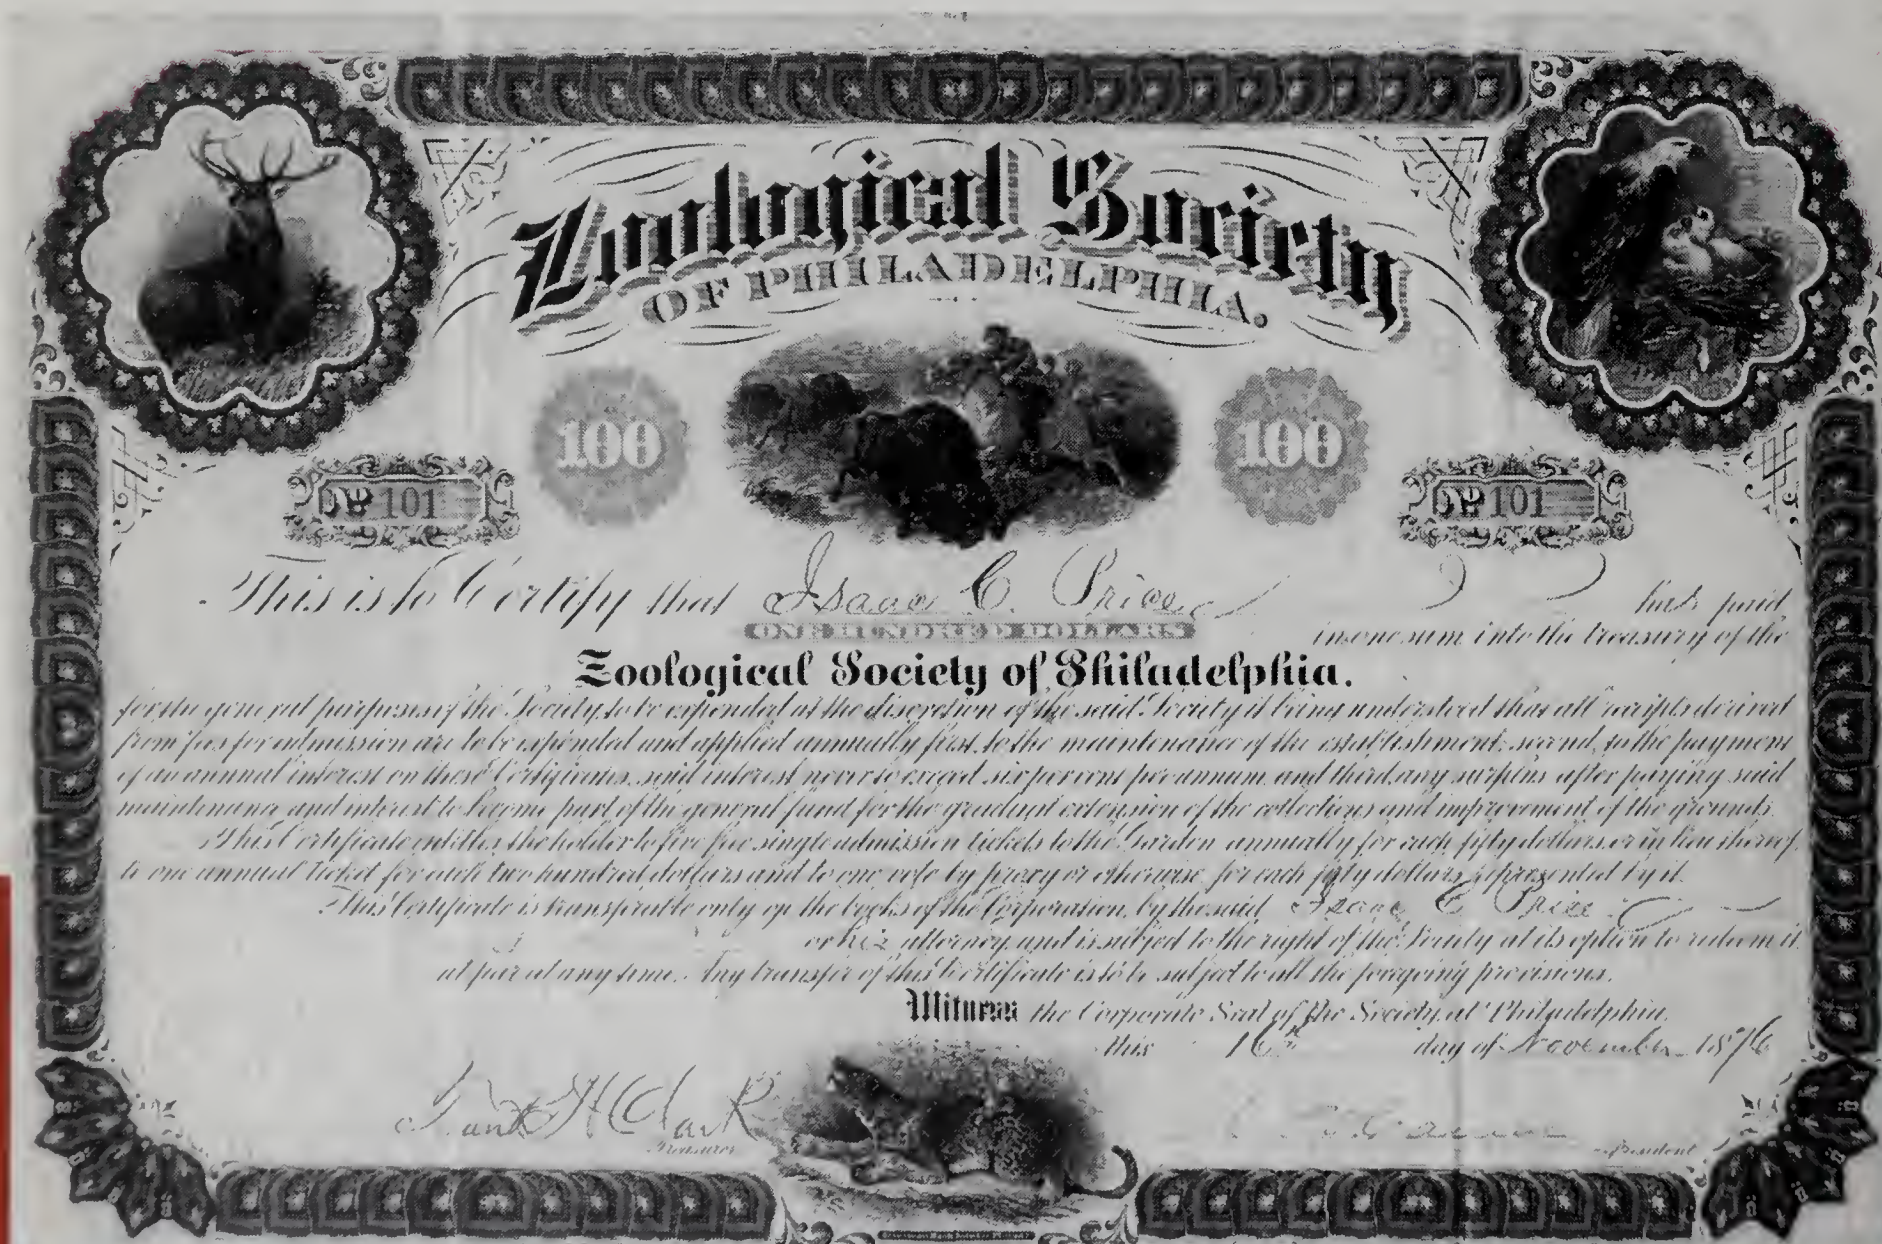 Zoological Society
OF PHILADELPHIA.
100 100
No 101 No 101
This is to Certify that Isaac C. Price has paid
ONE HUNDRED DOLLARS in one sum into the treasury of the
Zoological Society of Philadelphia.
for the general purposes of the Society, to be expended at the discretion of the said Society it being understood that all receipts derived
from fees for admission are to be expended and applied annually first, to the maintenance of the establishment; second, to the payment
of an annual interest on these Certificates, said interest never to exceed six per cent per annum, and third, any surplus after paying said
maintenance and interest to become part of the general fund for the gradual extension of the collections and improvement of the grounds.
This Certificate entitles the holder to five free single admission tickets to the Garden annually for each fifty dollars, or in lieu thereof,
to one annual ticket for each two hundred dollars and to one vote by proxy or otherwise, for each fifty dollars represented by it.
This Certificate is transferable only on the books of the Corporation, by the said Isaac C. Price
or his attorney, and is subject to the right of the Society at its option to redeem it
at par at any time. Any transfer of this Certificate is to be subject to all the foregoing provisions.
Witness the Corporate Seal of the Society, at Philadelphia,
this 16th day of November 1876
Frank H Clark
Treasurer President